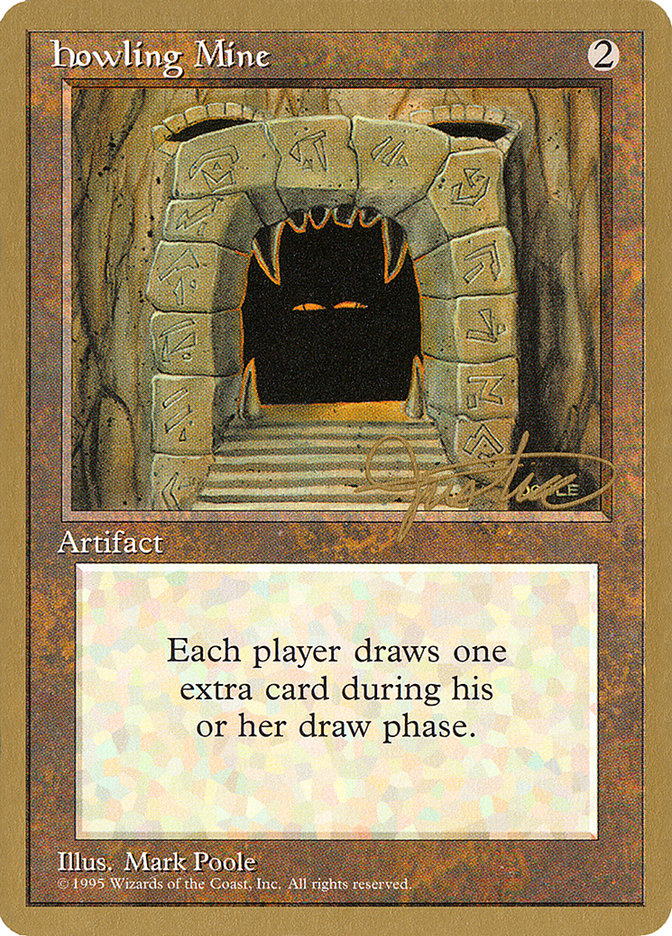 Howling Mine
2
Justice
Artifact
Each player draws one
extra card during his
or her draw phase.
Illus. Mark Poole
© 1995 Wizards of the Coast, Inc. All rights reserved.